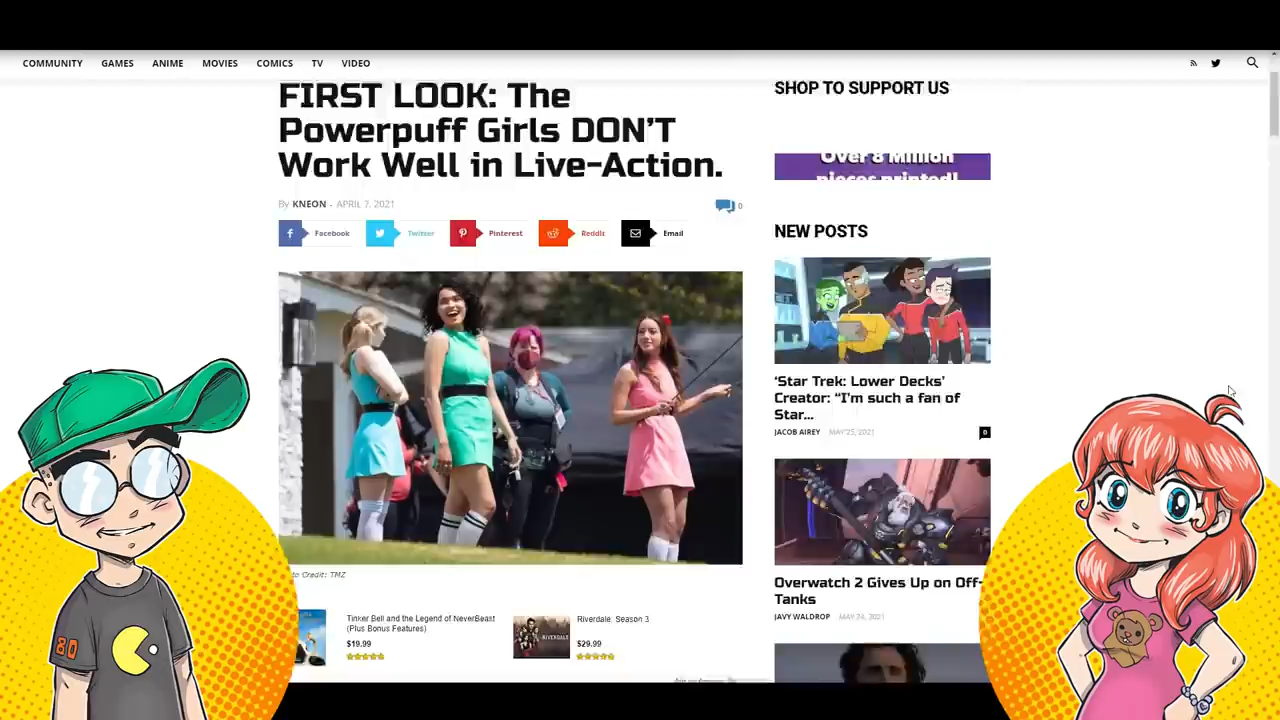 COMMUNITY GAMES ANIME MOVIES COMICS TV VIDEO
FIRST LOOK: The
Powerpuff Girls DON'T
Work Well in Live-Action.
By KNEON - APRIL 7, 2021
0
Facebook Twitter Pinterest ReddIt Email
to Credit: TMZ
Tinker Bell and the Legend of NeverBeast
(Plus Bonus Features)
$19.99
RIVERDALE
Riverdale: Season 3
$29.99
SHOP TO SUPPORT US
Over 8 Million
pieces printed!
NEW POSTS
'Star Trek: Lower Decks'
Creator: "I'm such a fan of
Star...
JACOB AIREY MAY 25, 2021
0
Overwatch 2 Gives Up on Off-
Tanks
JAVY WALDROP MAY 24, 2021
80